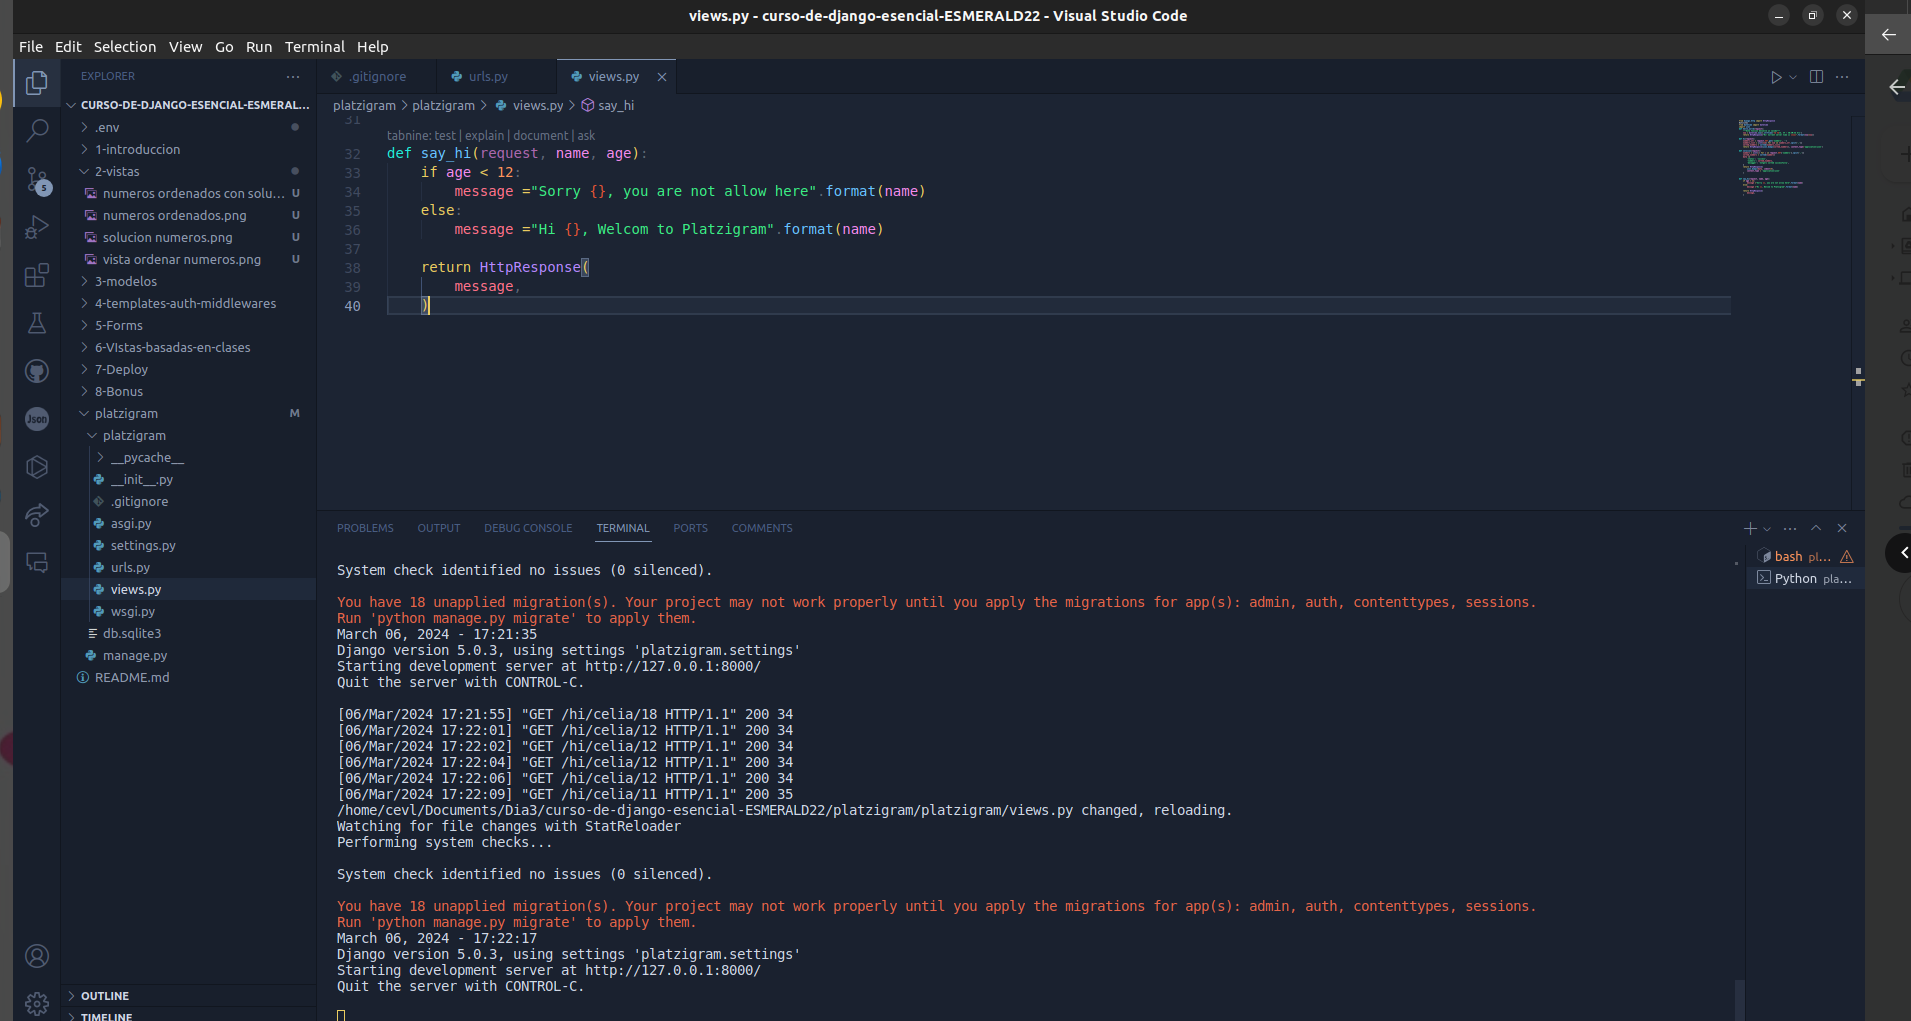 views.py - curso-de-django-esencial-ESMERALD22 - Visual Studio Code
File Edit Selection View Go Run Terminal Help
EXPLORER
CURSO-DE-DJANGO-ESENCIAL-ESMERAL...
.env
1-introduccion
2-vistas
numeros ordenados con solu... U
numeros ordenados.png U
solucion numeros.png U
vista ordenar numeros.png U
3-modelos
4-templates-auth-middlewares
5-Forms
6-VIstas-basadas-en-clases
7-Deploy
8-Bonus
platzigram M
platzigram
__pycache__
__init__.py
.gitignore
asgi.py
settings.py
urls.py
views.py
wsgi.py
db.sqlite3
manage.py
README.md
OUTLINE
TIMELINE
5
Json
.gitignore urls.py views.py
platzigram > platzigram > views.py > say_hi
31
tabnine: test | explain | document | ask
32 def say_hi(request, name, age):
33 if age < 12:
34 message ="Sorry {}, you are not allow here".format(name)
35 else:
36 message ="Hi {}, Welcom to Platzigram".format(name)
37
38 return HttpResponse(
39 message,
40 )
PROBLEMS OUTPUT DEBUG CONSOLE TERMINAL PORTS COMMENTS
System check identified no issues (0 silenced).
You have 18 unapplied migration(s). Your project may not work properly until you apply the migrations for app(s): admin, auth, contenttypes, sessions.
Run 'python manage.py migrate' to apply them.
March 06, 2024 - 17:21:35
Django version 5.0.3, using settings 'platzigram.settings'
Starting development server at http://127.0.0.1:8000/
Quit the server with CONTROL-C.
[06/Mar/2024 17:21:55] "GET /hi/celia/18 HTTP/1.1" 200 34
[06/Mar/2024 17:22:01] "GET /hi/celia/12 HTTP/1.1" 200 34
[06/Mar/2024 17:22:02] "GET /hi/celia/12 HTTP/1.1" 200 34
[06/Mar/2024 17:22:04] "GET /hi/celia/12 HTTP/1.1" 200 34
[06/Mar/2024 17:22:06] "GET /hi/celia/12 HTTP/1.1" 200 34
[06/Mar/2024 17:22:09] "GET /hi/celia/11 HTTP/1.1" 200 35
/home/cevl/Documents/Dia3/curso-de-django-esencial-ESMERALD22/platzigram/platzigram/views.py changed, reloading.
Watching for file changes with StatReloader
Performing system checks...
System check identified no issues (0 silenced).
You have 18 unapplied migration(s). Your project may not work properly until you apply the migrations for app(s): admin, auth, contenttypes, sessions.
Run 'python manage.py migrate' to apply them.
March 06, 2024 - 17:22:17
Django version 5.0.3, using settings 'platzigram.settings'
Starting development server at http://127.0.0.1:8000/
Quit the server with CONTROL-C.
bash pl...
Python pla...